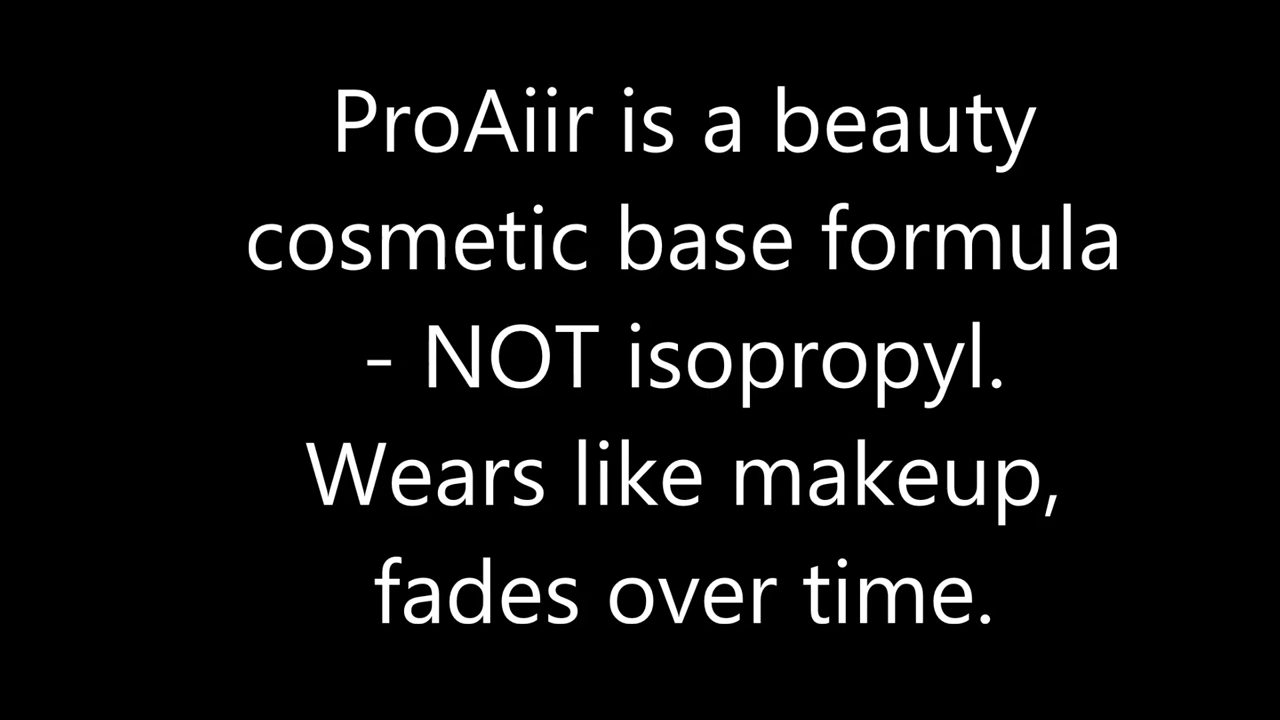 ProAiir is a beauty
cosmetic base formula
- NOT isopropyl.
Wears like makeup,
fades over time.